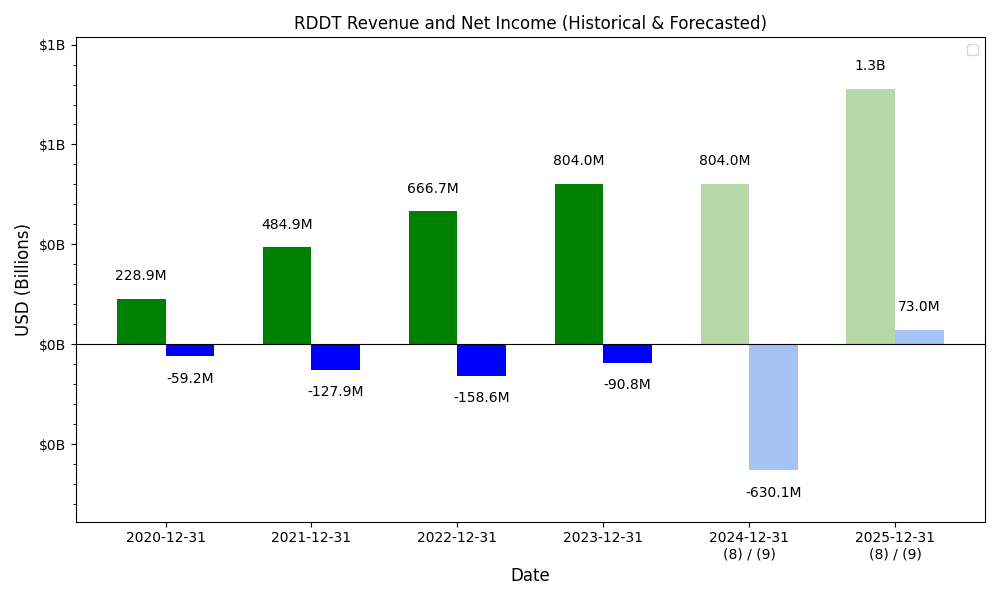 RDDT Revenue and Net Income (Historical & Forecasted)
$1B
1.3B
$1B
804.0M
804.0M
666.7M
484.9M
$0B
228.9M
73.0M
$0B
-59.2M
-127.9M
-158.6M
-90.8M
$0B
-630.1M
USD (Billions)
2020-12-31
2021-12-31
2022-12-31
2023-12-31
2024-12-31
(8) / (9)
2025-12-31
(8) / (9)
Date